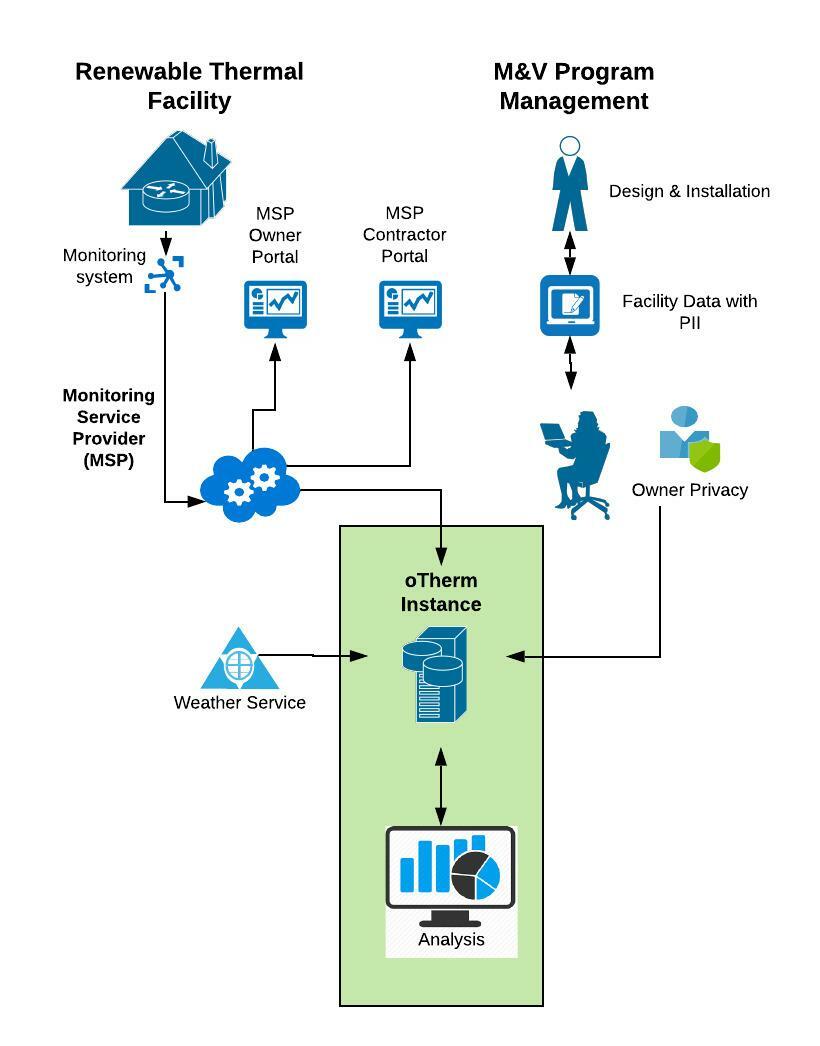 Renewable Thermal
Facility
M&V Program
Management
Design & Installation
MSP
Owner
Portal
MSP
Contractor
Portal
Monitoring
system
Facility Data with
PII
Monitoring
Service
Provider
(MSP)
Owner Privacy
oTherm
Instance
Weather Service
Analysis